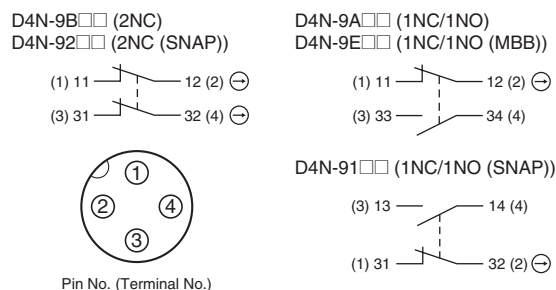 D4N-9B□□ (2NC)
D4N-92□□ (2NC (SNAP))
(1) 11 12 (2)
(3) 31 32 (4)
1
2 4
3
Pin No. (Terminal No.)
D4N-9A□□ (1NC/1NO)
D4N-9E□□ (1NC/1NO (MBB))
(1) 11 12 (2)
(3) 33 34 (4)
D4N-91□□ (1NC/1NO (SNAP))
(3) 13 14 (4)
(1) 31 32 (2)